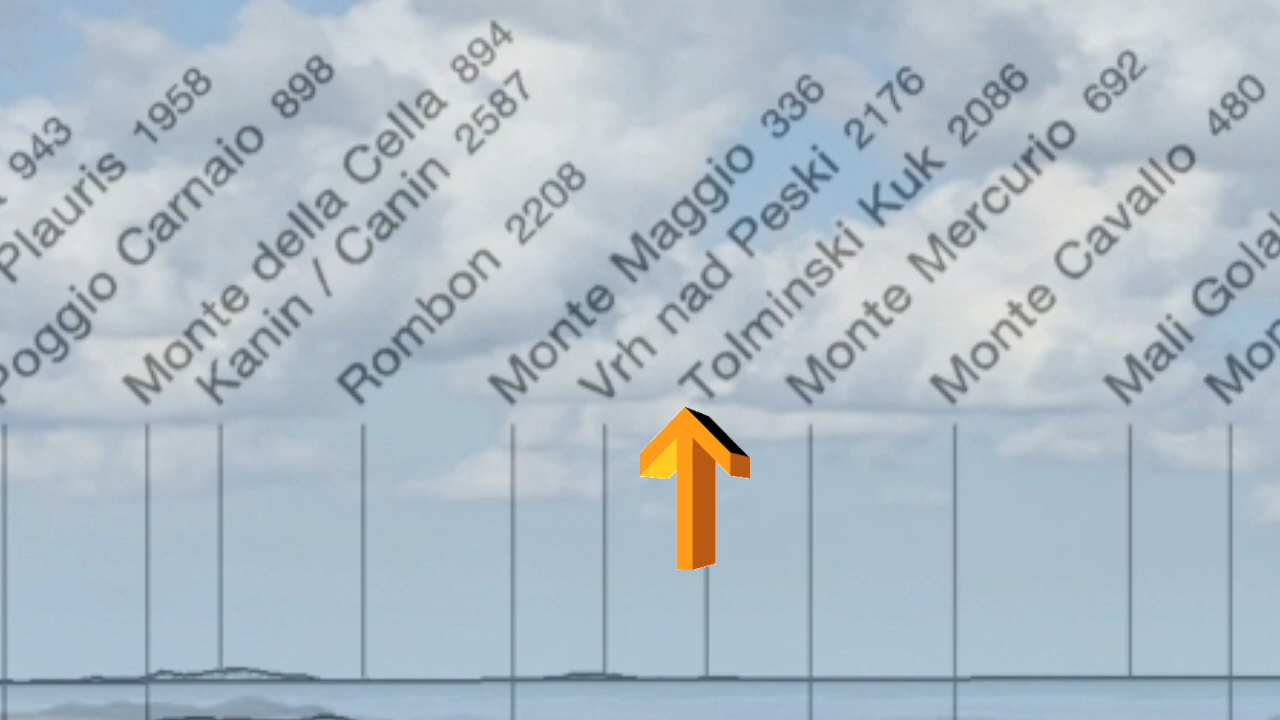 943
Plauris 1958
Poggio Carnaio 898
Monte della Cella 894
Kanin / Canin 2587
Rombon 2208
Monte Maggio 336
Vrh nad Peski 2176
Tolminski Kuk 2086
Monte Mercurio 692
Monte Cavallo 480
Mali